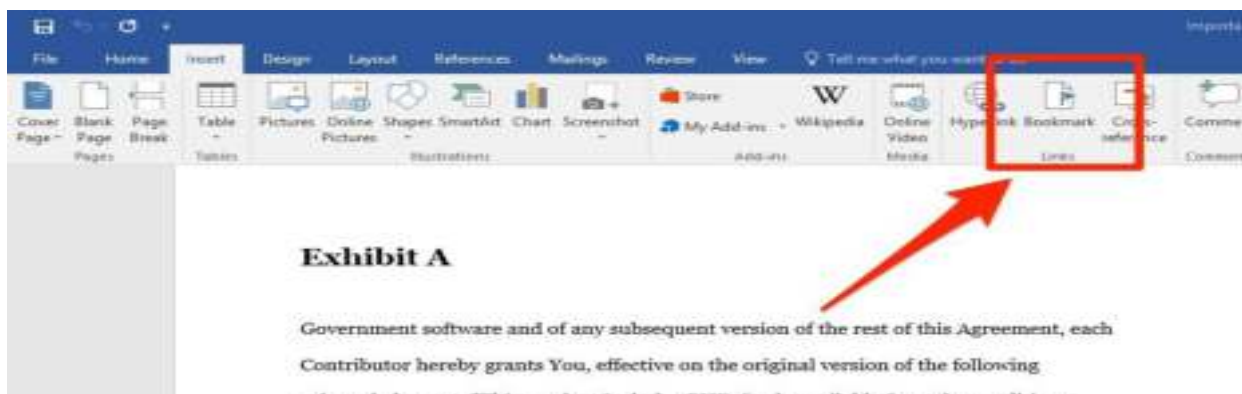 Importa
File Home Insert Design Layout References Mailings Review View Tell me what you want
Cover Page Blank Page Page Break Table Pictures Online Pictures Shapes SmartArt Chart Screenshot Store My Add-ins Wikipedia Online Video Hyperlink Bookmark Cross-reference Comme
Pages Tables Illustrations Add-ins Media Links Commen
Exhibit A
Government software and of any subsequent version of the rest of this Agreement, each
Contributor hereby grants You, effective on the original version of the following